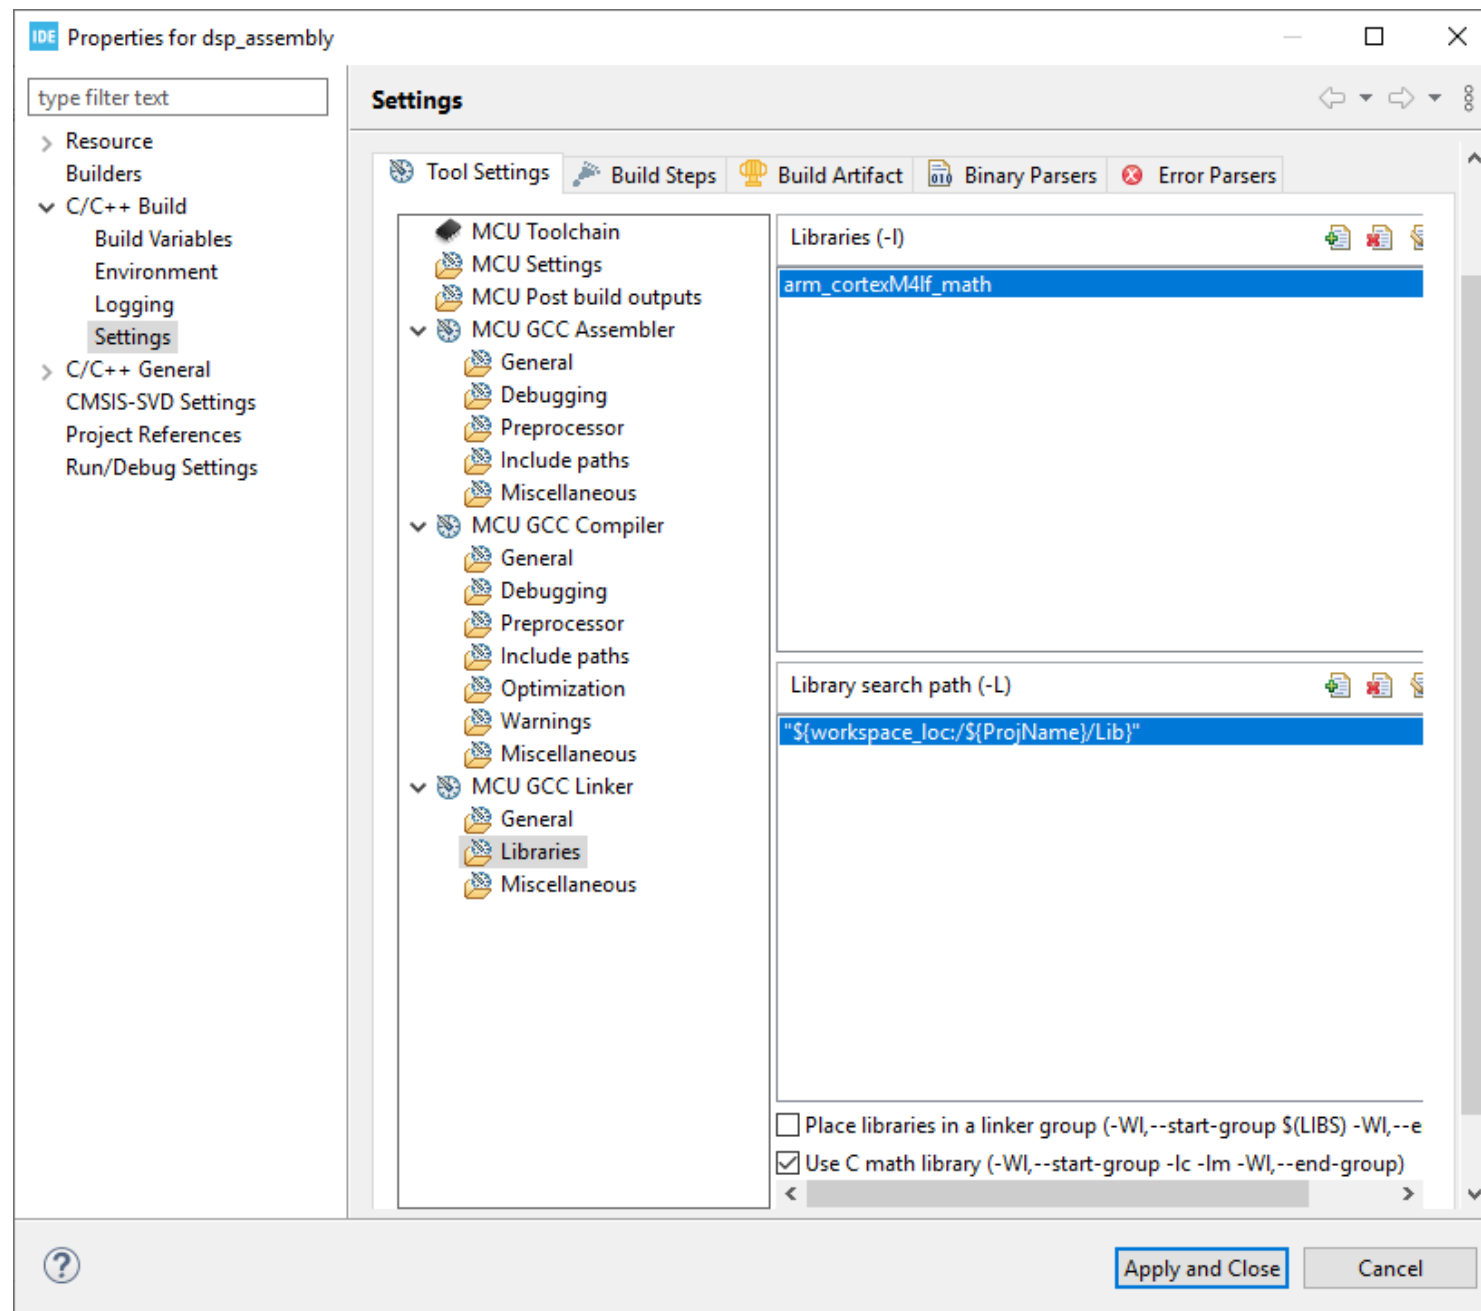 IDE Properties for dsp_assembly
type filter text
Resource
Builders
C/C++ Build
Build Variables
Environment
Logging
Settings
C/C++ General
CMSIS-SVD Settings
Project References
Run/Debug Settings
Settings
Tool Settings Build Steps Build Artifact 010 Binary Parsers Error Parsers
MCU Toolchain
MCU Settings
MCU Post build outputs
MCU GCC Assembler
General
Debugging
Preprocessor
Include paths
Miscellaneous
MCU GCC Compiler
General
Debugging
Preprocessor
Include paths
Optimization
Warnings
Miscellaneous
MCU GCC Linker
General
Libraries
Miscellaneous
Libraries (-l)
arm_cortexM4lf_math
Library search path (-L)
"${workspace_loc:/${ProjName}/Lib}"
Place libraries in a linker group (-Wl,--start-group $(LIBS) -Wl,--e
Use C math library (-Wl,--start-group -lc -lm -Wl,--end-group)
?
Apply and Close Cancel